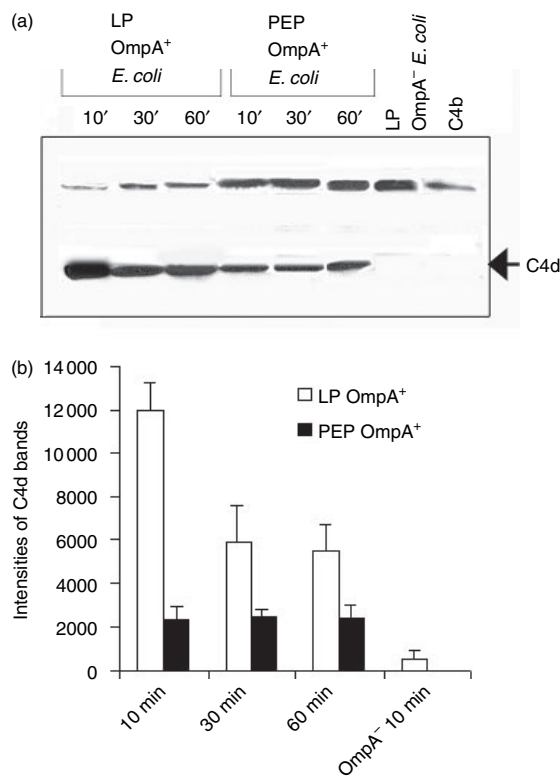 (a)
LP PEP
OmpA⁺ OmpA⁺
E. coli E. coli
10′ 30′ 60′ 10′ 30′ 60′ LP OmpA⁻ E. coli C4b
C4d
(b)
14 000
12 000
10 000
8000
6000
4000
2000
0
Intensities of C4d bands
LP OmpA⁺
PEP OmpA⁺
10 min
30 min
60 min
OmpA⁻ 10 min